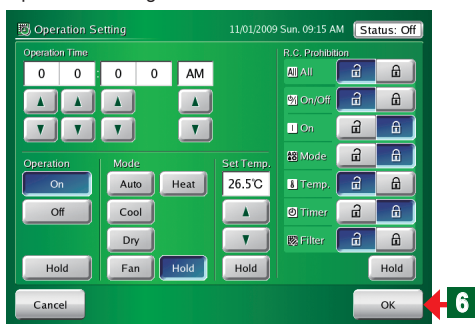 Operation Setting 11/01/2009 Sun. 09:15 AM Status: Off
Operation Time
0 0 : 0 0 AM
R.C. Prohibition
All All
On/Off
On
Mode
Temp.
Timer
Filter
Hold
Operation
On
Off
Hold
Mode
Auto Heat
Cool
Dry
Fan Hold
Set Temp.
26.5℃
Hold
Cancel OK 6